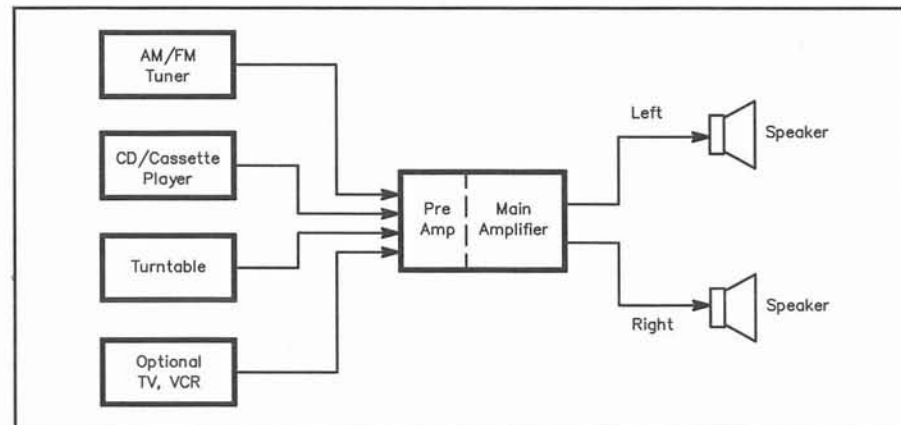 AM/FM
Tuner
CD/Cassette
Player
Turntable
Optional
TV, VCR
Pre
Amp
Main
Amplifier
Left
Speaker
Right
Speaker